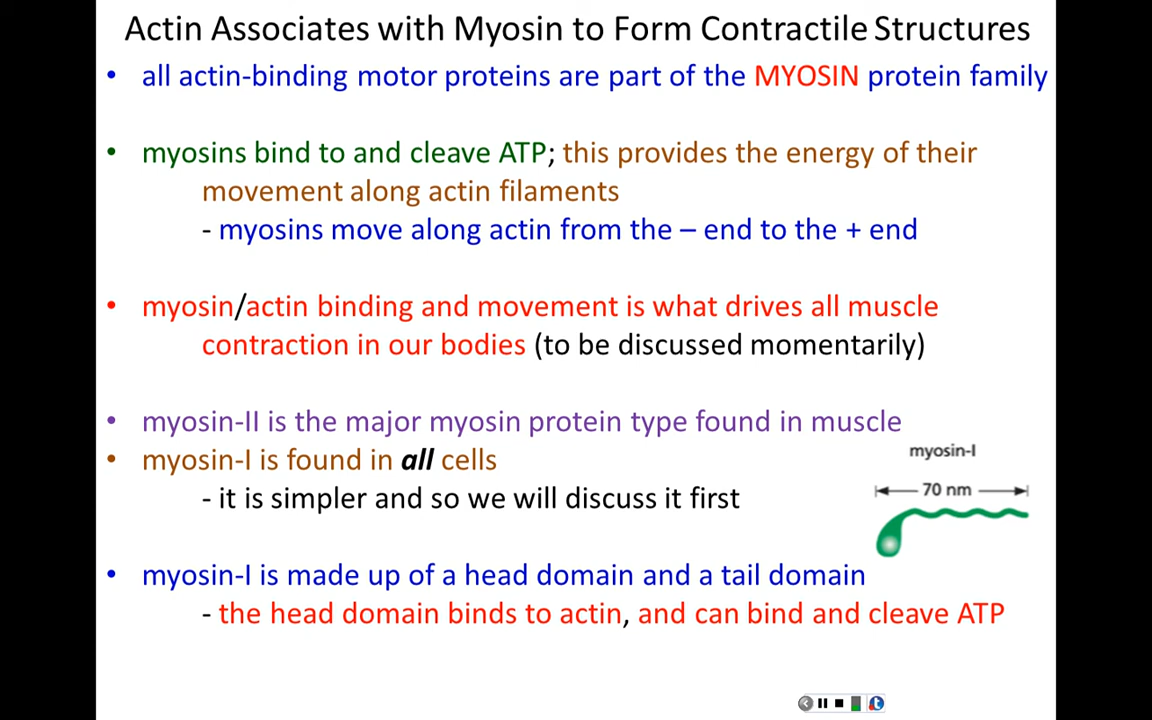 Actin Associates with Myosin to Form Contractile Structures
• all actin-binding motor proteins are part of the MYOSIN protein family
• myosins bind to and cleave ATP; this provides the energy of their
movement along actin filaments
- myosins move along actin from the – end to the + end
• myosin/actin binding and movement is what drives all muscle
contraction in our bodies (to be discussed momentarily)
• myosin-II is the major myosin protein type found in muscle
• myosin-I is found in all cells
- it is simpler and so we will discuss it first
myosin-I
70 nm
• myosin-I is made up of a head domain and a tail domain
- the head domain binds to actin, and can bind and cleave ATP
t